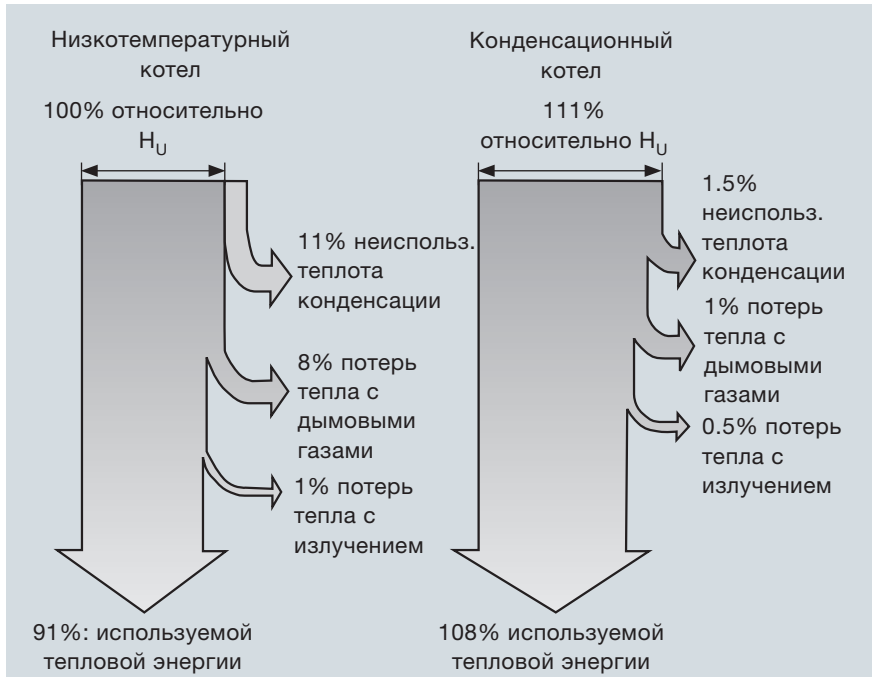 Низкотемпературный
котел
100% относительно
HU
11% неиспольз.
теплота
конденсации
8% потерь
тепла с
дымовыми
газами
1% потерь
тепла с
излучением
91%: используемой
тепловой энергии
Конденсационный
котел
111%
относительно HU
1.5%
неиспольз.
теплота
конденсации
1% потерь
тепла с
дымовыми
газами
0.5% потерь
тепла с
излучением
108% используемой
тепловой энергии